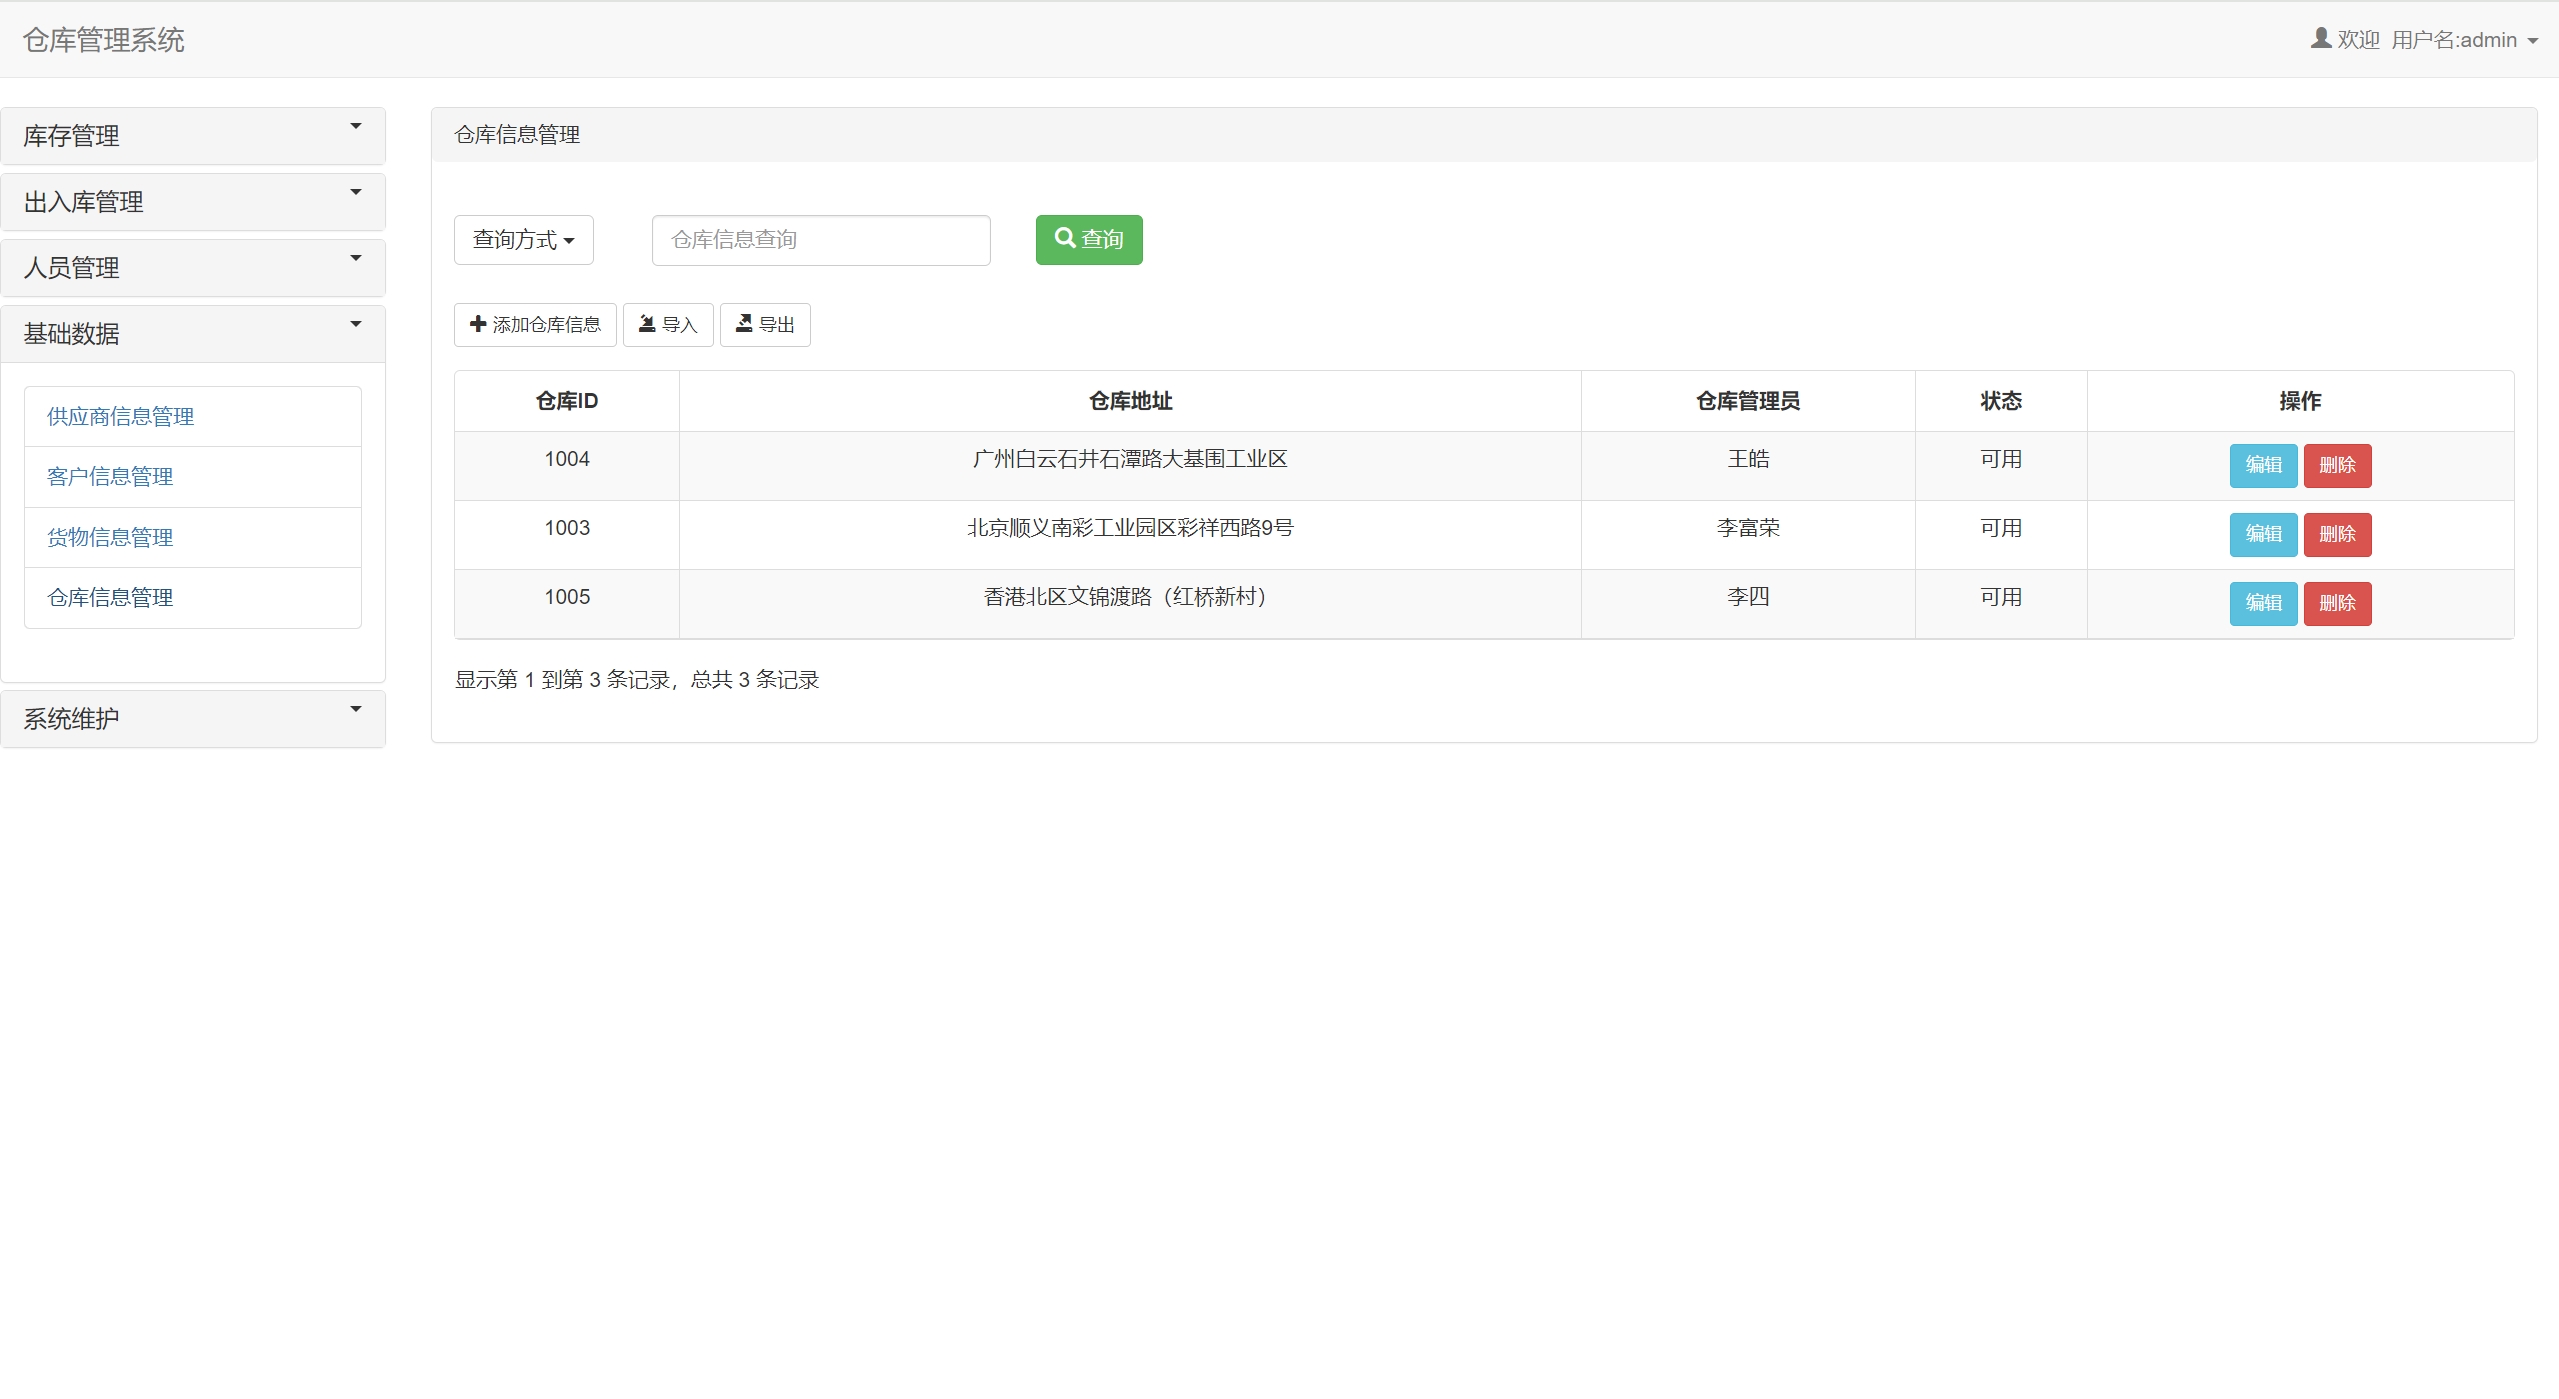 仓库管理系统
欢迎 用户名:admin
库存管理
出入库管理
人员管理
基础数据
供应商信息管理
客户信息管理
货物信息管理
仓库信息管理
系统维护
仓库信息管理
查询方式 仓库信息查询 查询
添加仓库信息 导入 导出
仓库ID 仓库地址 仓库管理员 状态 操作
1004 广州白云石井石潭路大基围工业区 王皓 可用 编辑 删除
1003 北京顺义南彩工业园区彩祥西路9号 李富荣 可用 编辑 删除
1005 香港北区文锦渡路（红桥新村） 李四 可用 编辑 删除
显示第 1 到第 3 条记录，总共 3 条记录